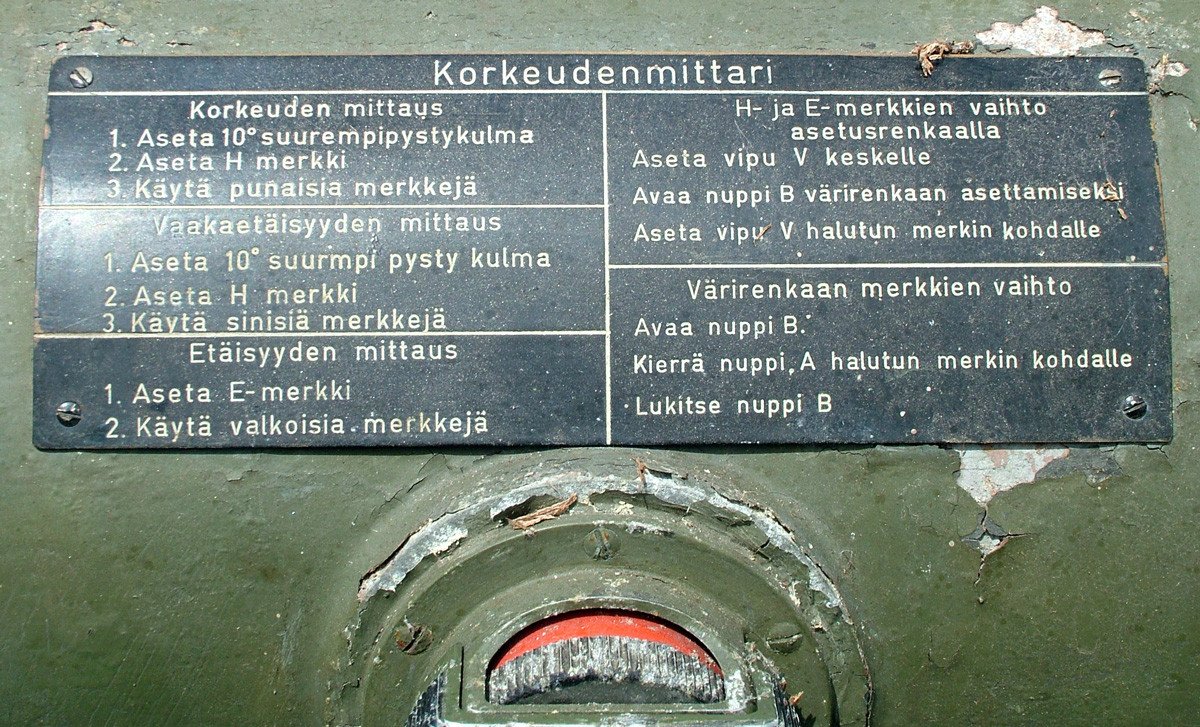 Korkeudenmittari
Korkeuden mittaus
1. Aseta 10° suurempipystykulma
2. Aseta H merkki
3. Käytä punaisia merkkejä
Vaakaetäisyyden mittaus
1. Aseta 10° suurmpi pysty kulma
2. Aseta H merkki
3. Käytä sinisiä merkkejä
Etäisyyden mittaus
1. Aseta E-merkki
2. Käytä valkoisia merkkejä
H- ja E-merkkien vaihto
asetusrenkaalla
Aseta vipu V keskelle
Avaa nuppi B värirenkaan asettamiseksi
Aseta vipu V halutun merkin kohdalle
Värirenkaan merkkien vaihto
Avaa nuppi B.
Kierrä nuppi, A halutun merkin kohdalle
Lukitse nuppi B